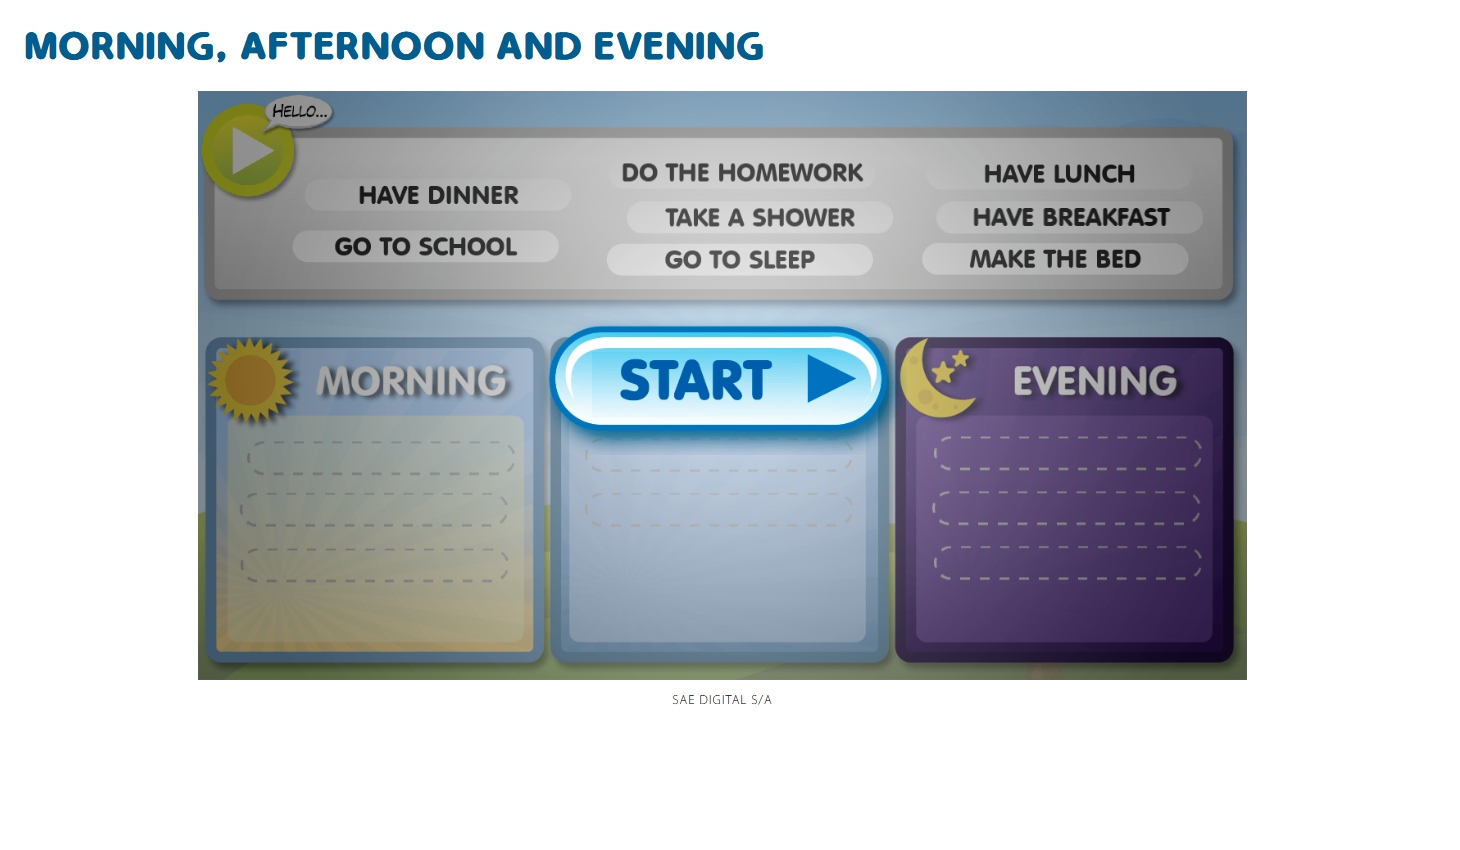 MORNING, AFTERNOON AND EVENING
HELLO...
HAVE DINNER
GO TO SCHOOL
DO THE HOMEWORK
TAKE A SHOWER
GO TO SLEEP
HAVE LUNCH
HAVE BREAKFAST
MAKE THE BED
MORNING
START
EVENING
SAE DIGITAL S/A